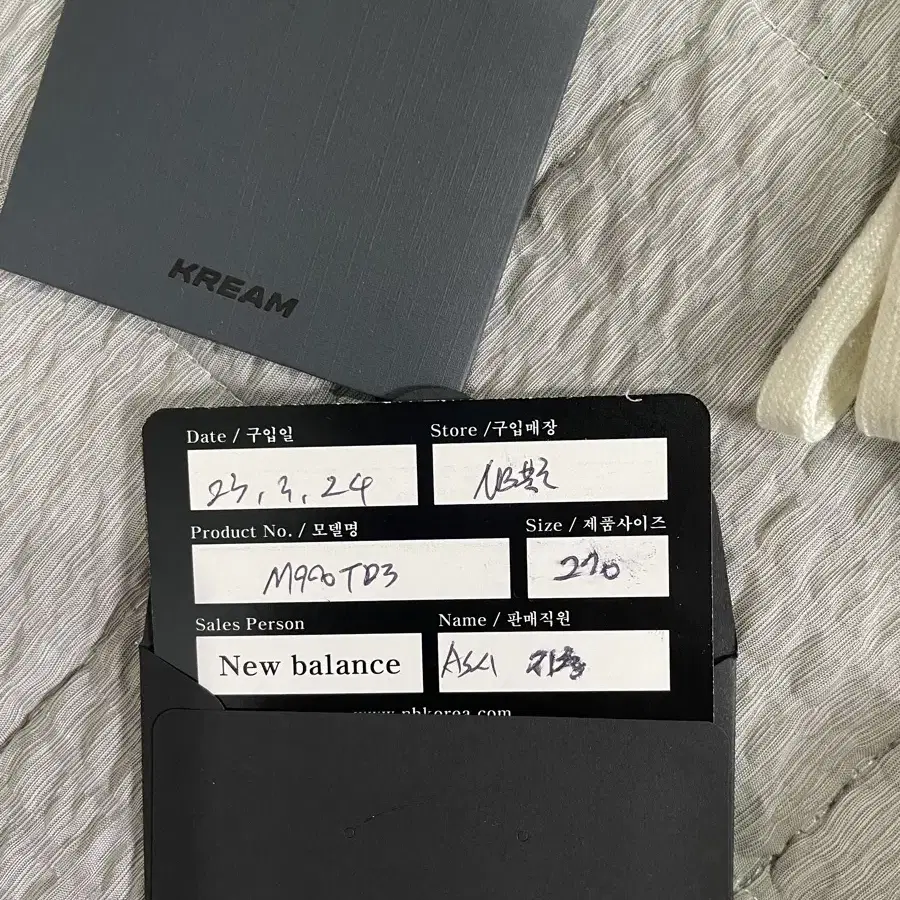 KREAM
Date / 구입일
Store /구입매장
23, 3, 24
NB
Product No. / 모델명
Size / 제품사이즈
M990TD3
270
Sales Person
Name / 판매직원
New balance
www.nbkorea.com